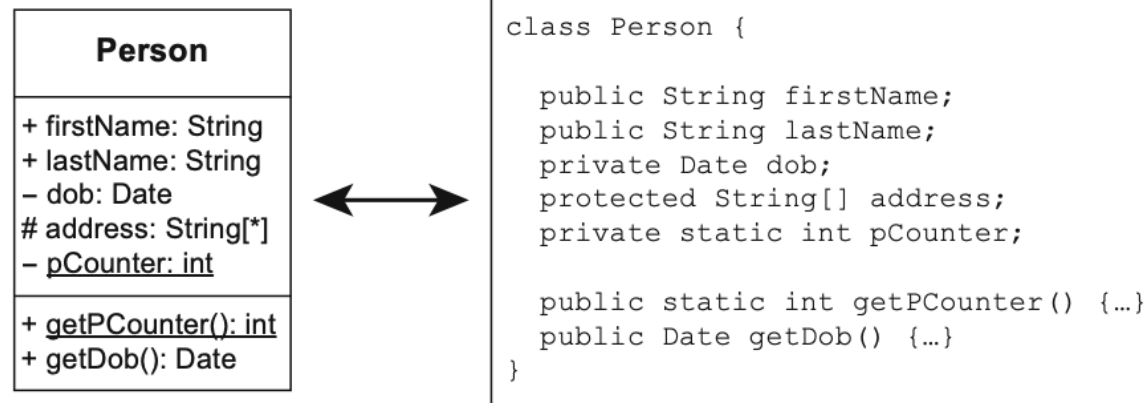 Person
+ firstName: String
+ lastName: String
– dob: Date
# address: String[*]
– pCounter: int
+ getPCounter(): int
+ getDob(): Date
class Person {
public String firstName;
public String lastName;
private Date dob;
protected String[] address;
private static int pCounter;
public static int getPCounter() {…}
public Date getDob() {…}
}